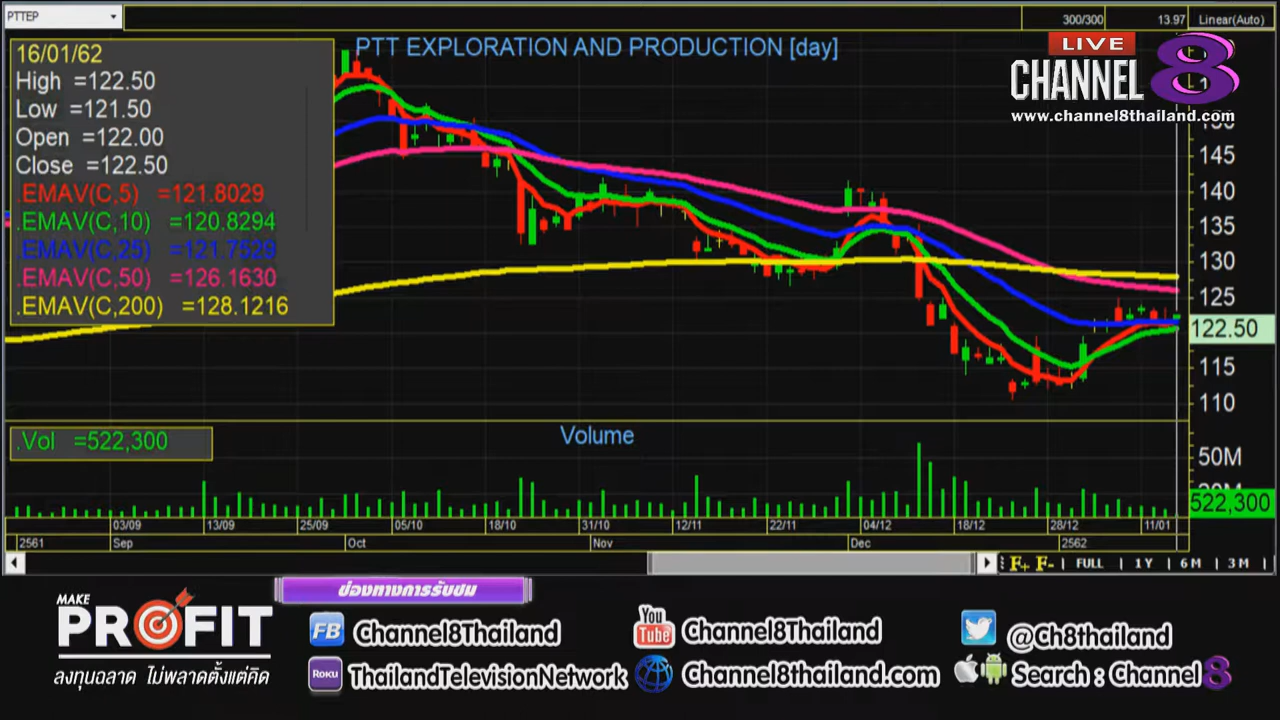 PTTEP
300/300
13.97
Linear(Auto)
PTT EXPLORATION AND PRODUCTION [day]
LIVE
CHANNEL 8
www.channel8thailand.com
16/01/62
High =122.50
Low =121.50
Open =122.00
Close =122.50
.EMAV(C,5) =121.8029
.EMAV(C,10) =120.8294
.EMAV(C,25) =121.7529
.EMAV(C,50) =126.1630
.EMAV(C,200) =128.1216
145
140
135
130
125
122.50
115
110
.Vol =522,300
Volume
50M
522,300
03/09 13/09 25/09 05/10 18/10 31/10 12/11 22/11 04/12 18/12 28/12 11/01
2561 Sep Oct Nov Dec 2562
F+ F- | FULL | 1 Y | 6 M | 3 M |
MAKE
PROFIT
ลงทุนฉลาด ไม่พลาดตั้งแต่คิด
ช่องทางการรับชม
FB Channel8Thailand
You Tube Channel8Thailand
@Ch8thailand
Roku ThailandTelevisionNetwork
Channel8Thailand.com
Search : Channel 8